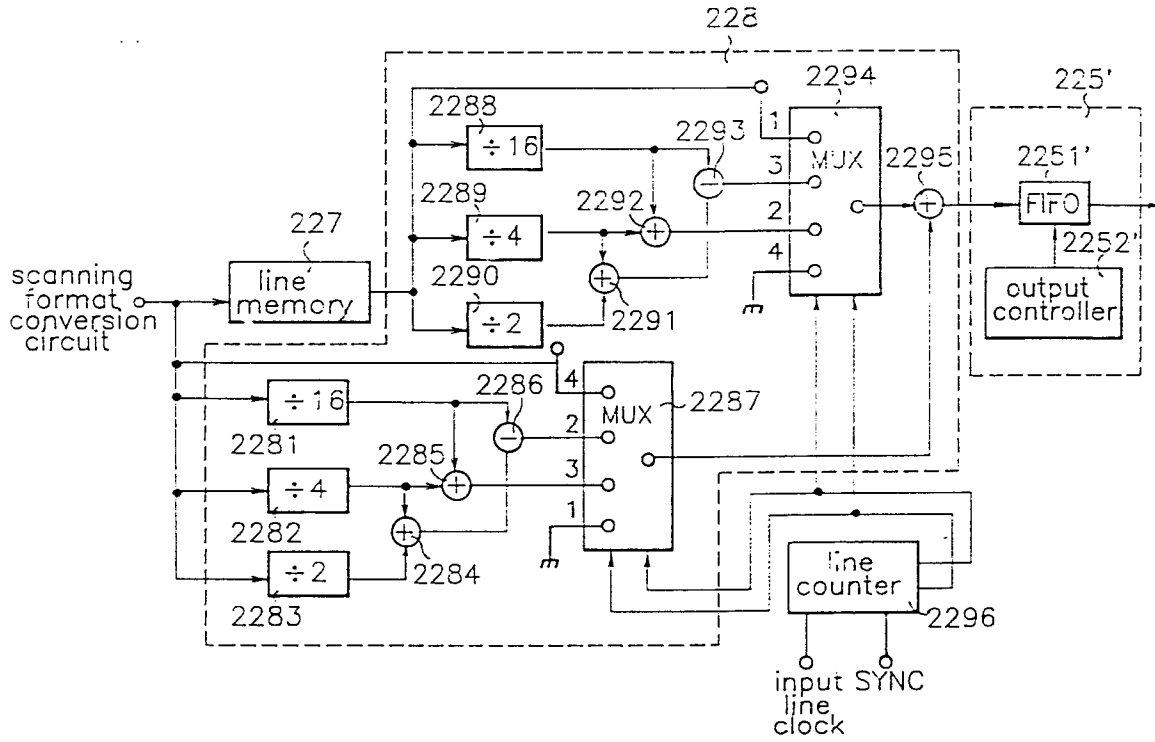 228
2294
225'
2288
÷ 16
2293
1
MUX
2295
2251'
FIFO
3
2289
÷ 4
2292
2
2252'
227
4
scanning
format
conversion
circuit
line
memory
2290
÷ 2
2291
output
controller
÷ 16
2281
2286
4
MUX
2287
2
2285
3
÷ 4
2282
1
÷ 2
2283
2284
line
counter
2296
input SYNC
line
clock